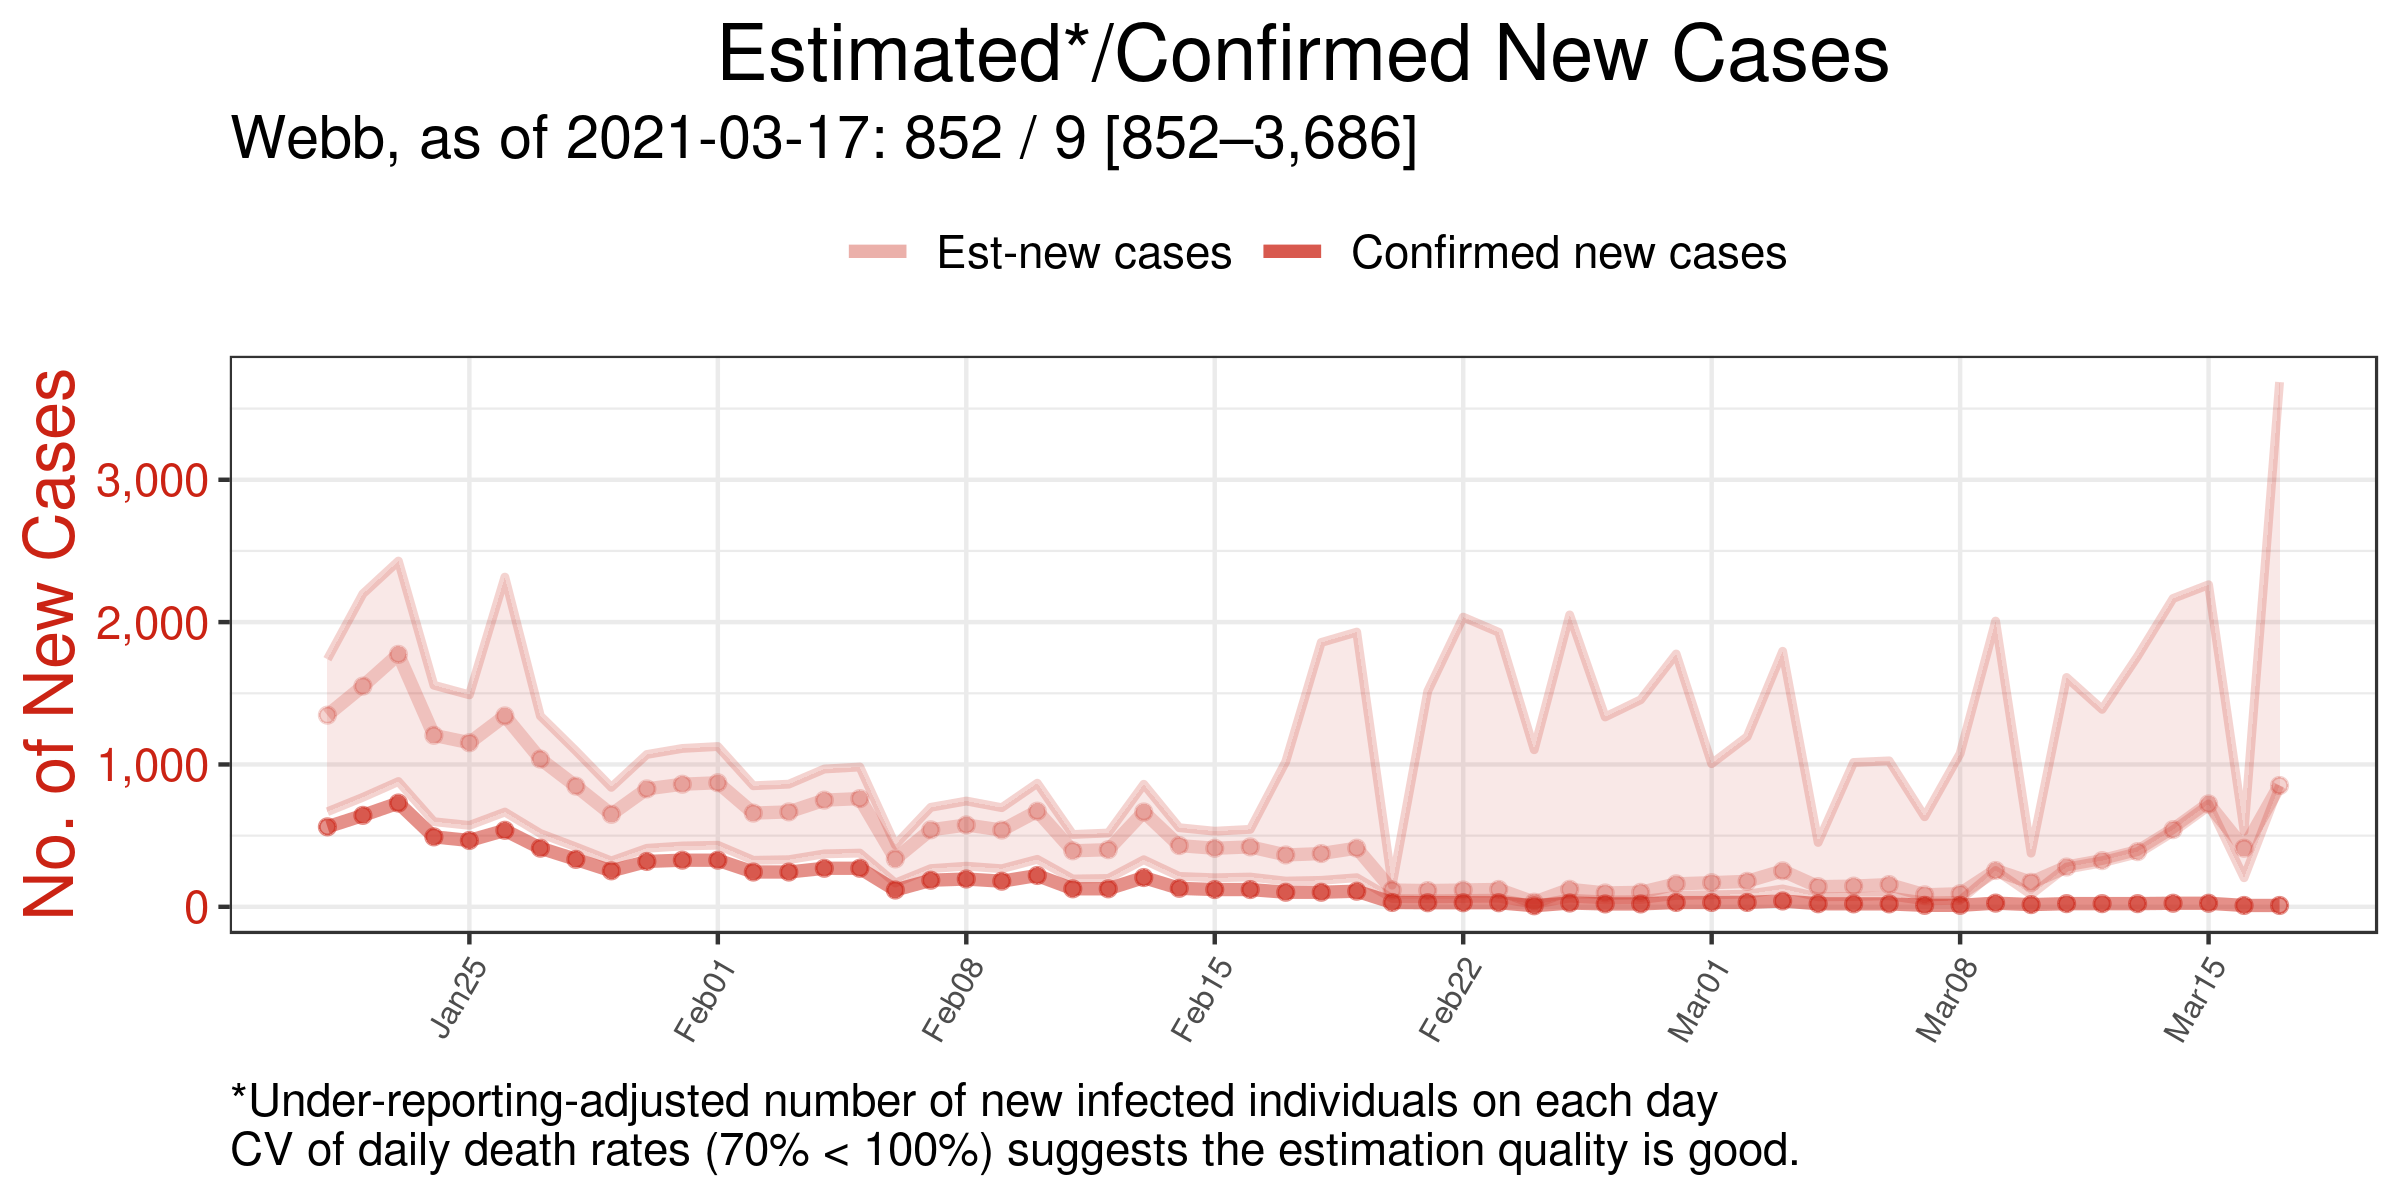 Estimated*/Confirmed New Cases
Webb, as of 2021-03-17: 852 / 9 [852–3,686]
Est-new cases Confirmed new cases
No. of New Cases
3,000
2,000
1,000
0
Jan25 Feb01 Feb08 Feb15 Feb22 Mar01 Mar08 Mar15
*Under-reporting-adjusted number of new infected individuals on each day
CV of daily death rates (70% < 100%) suggests the estimation quality is good.